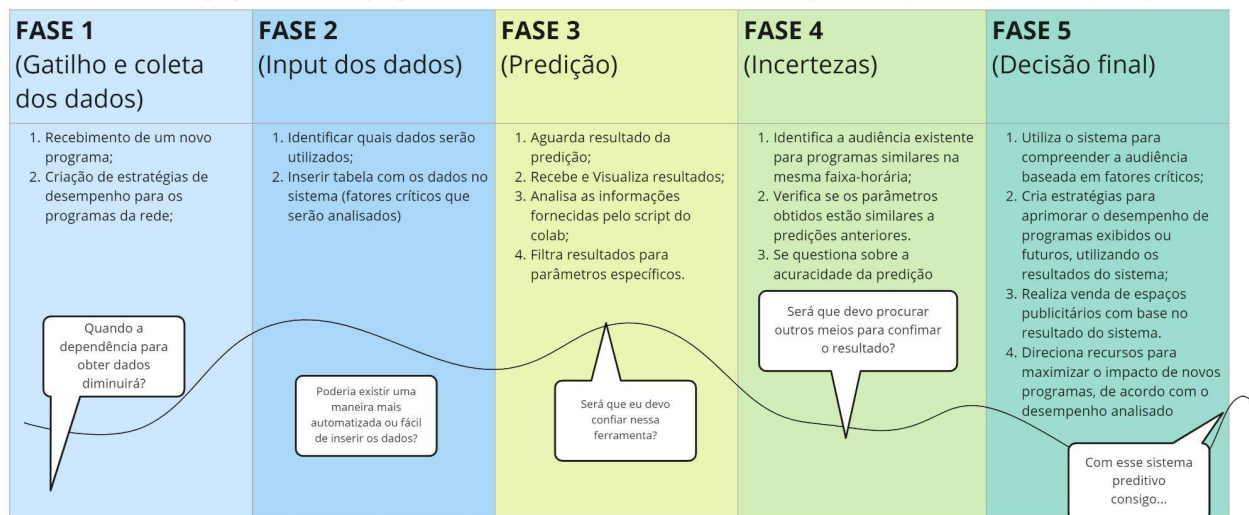 FASE 1
(Gatilho e coleta
dos dados)
FASE 2
(Input dos dados)
FASE 3
(Predição)
FASE 4
(Incertezas)
FASE 5
(Decisão final)
1. Recebimento de um novo
programa;
2. Criação de estratégias de
desempenho para os
programas da rede;
1. Identificar quais dados serão
utilizados;
2. Inserir tabela com os dados no
sistema (fatores críticos que
serão analisados)
1. Aguarda resultado da
predição;
2. Recebe e Visualiza resultados;
3. Analisa as informações
fornecidas pelo script do
colab;
4. Filtra resultados para
parâmetros específicos.
1. Identifica a audiência existente
para programas similares na
mesma faixa-horária;
2. Verifica se os parâmetros
obtidos estão similares a
predições anteriores.
3. Se questiona sobre a
acuracidade da predição
1. Utiliza o sistema para
compreender a audiência
baseada em fatores críticos;
2. Cria estratégias para
aprimorar o desempenho de
programas exibidos ou
futuros, utilizando os
resultados do sistema;
3. Realiza venda de espaços
publicitários com base no
resultado do sistema.
4. Direciona recursos para
maximizar o impacto de novos
programas, de acordo com o
desempenho analisado
Quando a
dependência para
obter dados
diminuirá?
Poderia existir uma
maneira mais
automatizada ou fácil
de inserir os dados?
Será que eu devo
confiar nessa
ferramenta?
Será que devo procurar
outros meios para confimar
o resultado?
Com esse sistema
preditivo
consigo...